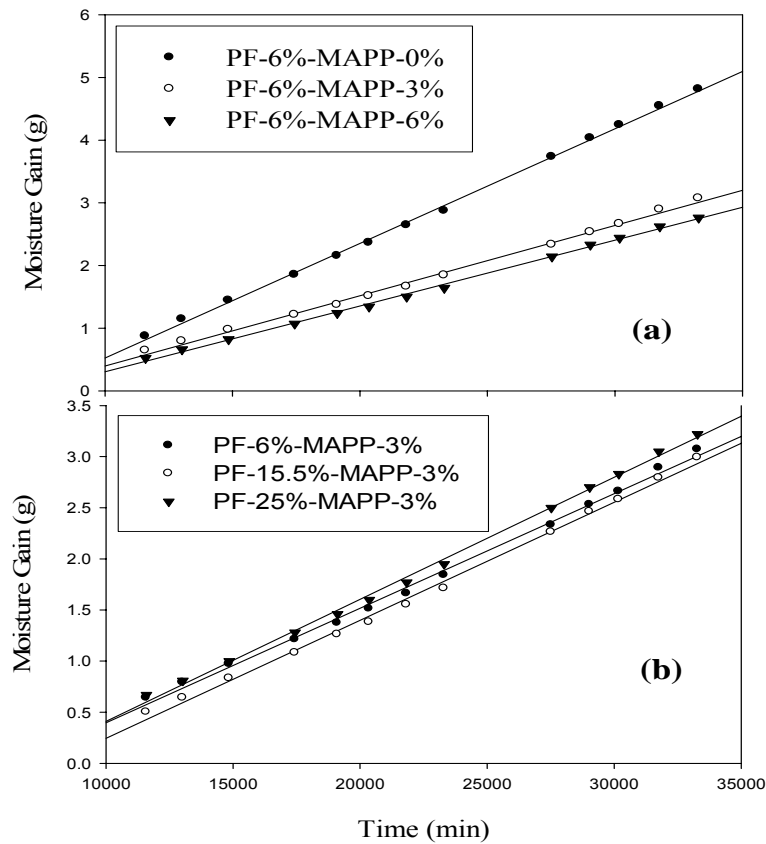 6
5
4
3
2
1
0
Moisture Gain (g)
PF-6%-MAPP-0%
PF-6%-MAPP-3%
PF-6%-MAPP-6%
(a)
3.5
3.0
2.5
2.0
1.5
1.0
0.5
0.0
Moisture Gain (g)
PF-6%-MAPP-3%
PF-15.5%-MAPP-3%
PF-25%-MAPP-3%
(b)
10000 15000 20000 25000 30000 35000
Time (min)